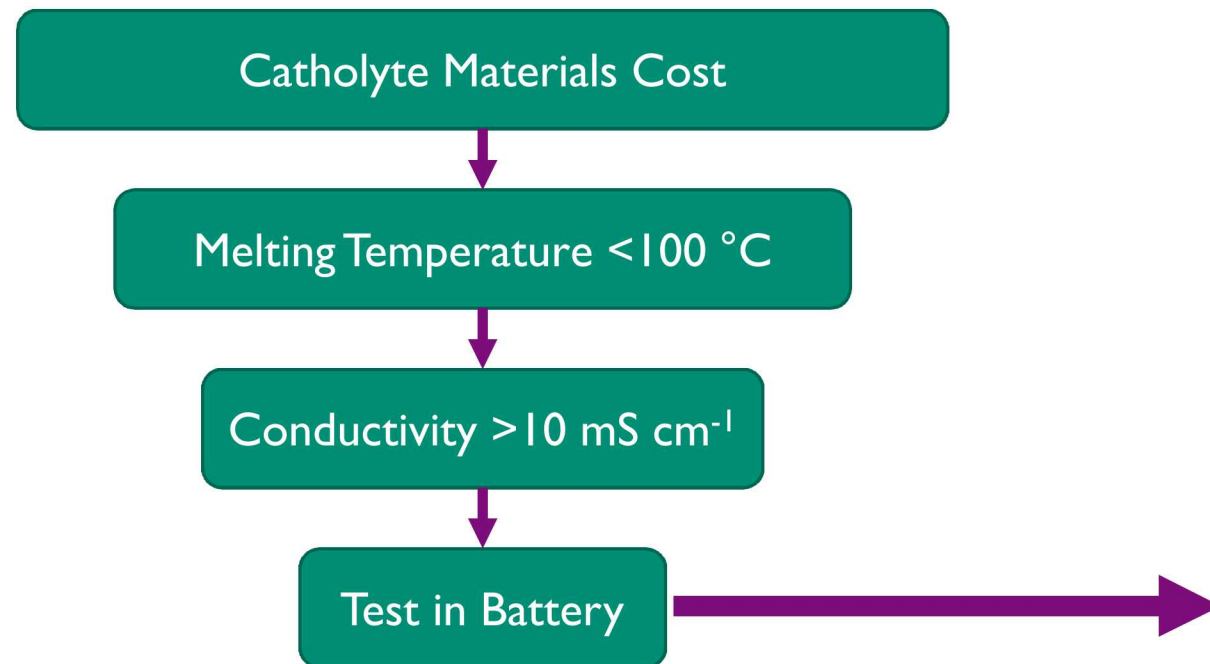 Catholyte Materials Cost
Melting Temperature <100 °C
Conductivity >10 mS cm⁻¹
Test in Battery